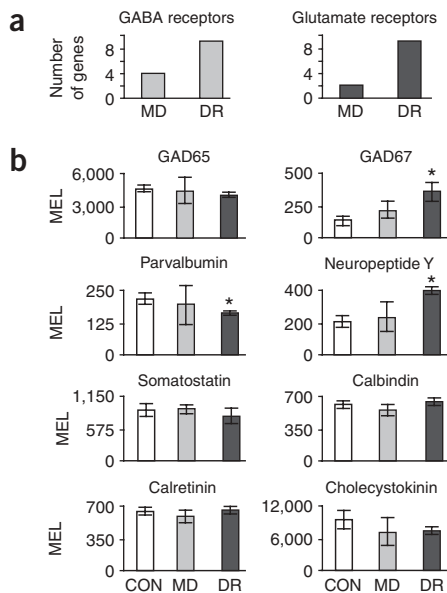 a
GABA receptors
Glutamate receptors
Number
of genes
8
4
0
MD DR
8
4
0
MD DR
b
GAD65
GAD67
MEL
6,000
3,000
0
500
250
0
*
Parvalbumin
Neuropeptide Y
MEL
250
125
0
*
400
200
0
*
Somatostatin
Calbindin
MEL
1,150
575
0
700
350
0
Calretinin
Cholecystokinin
MEL
700
350
0
CON MD DR
12,000
6,000
0
CON MD DR